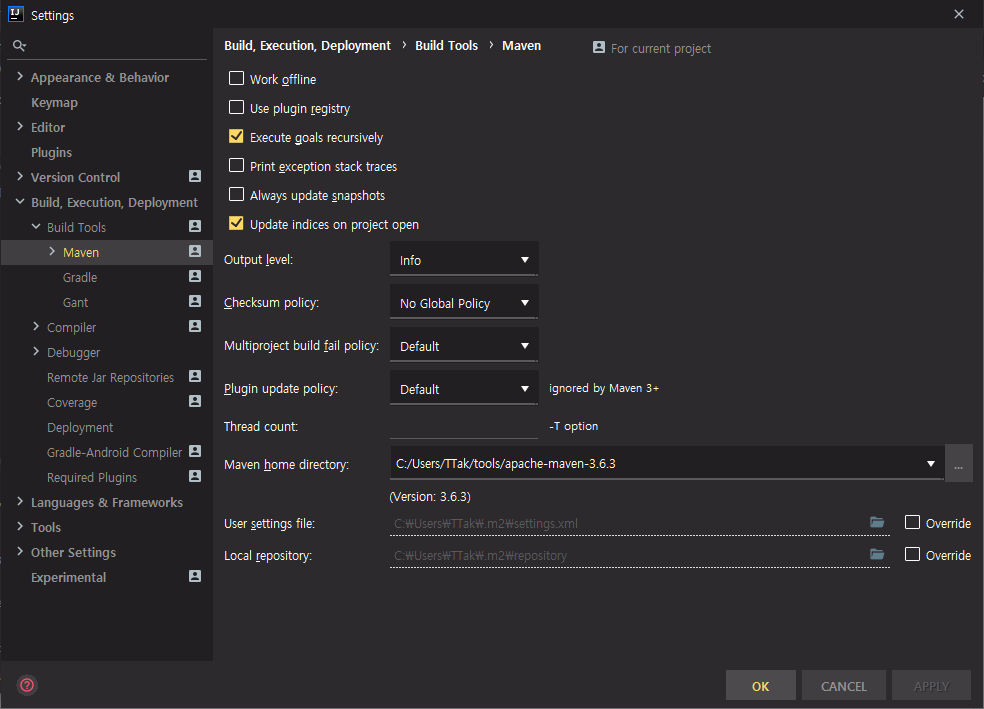 IJ Settings
Build, Execution, Deployment › Build Tools › Maven For current project
Appearance & Behavior
Keymap
Editor
Plugins
Version Control
Build, Execution, Deployment
Build Tools
Maven
Gradle
Gant
Compiler
Debugger
Remote Jar Repositories
Coverage
Deployment
Gradle-Android Compiler
Required Plugins
Languages & Frameworks
Tools
Other Settings
Experimental
Work offline
Use plugin registry
Execute goals recursively
Print exception stack traces
Always update snapshots
Update indices on project open
Output level: Info
Checksum policy: No Global Policy
Multiproject build fail policy: Default
Plugin update policy: Default ignored by Maven 3+
Thread count: -T option
Maven home directory: C:/Users/TTak/tools/apache-maven-3.6.3 ...
(Version: 3.6.3)
User settings file: C:₩Users₩TTak₩.m2₩settings.xml Override
Local repository: C:₩Users₩TTak₩.m2₩repository Override
? OK CANCEL APPLY